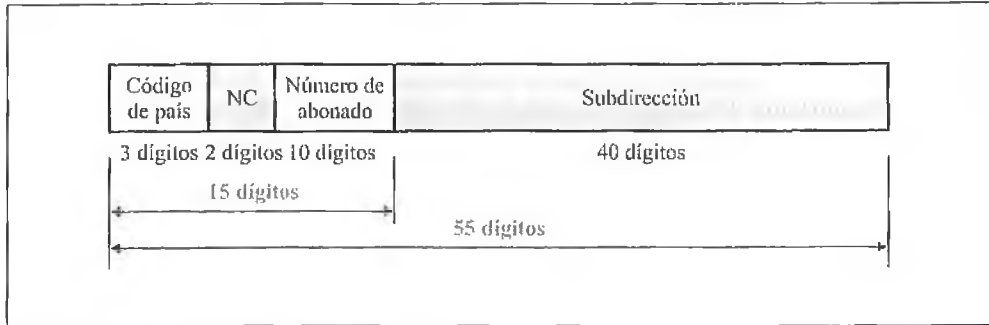 Código
de país
NC
Número de
abonado
Subdirección
3 dígitos 2 dígitos 10 dígitos
40 dígitos
15 dígitos
55 dígitos